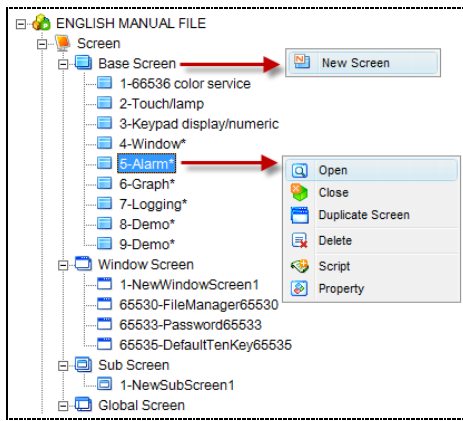 ENGLISH MANUAL FILE
Screen
Base Screen
New Screen
1-66536 color service
2-Touch/lamp
3-Keypad display/numeric
4-Window*
5-Alarm*
Open
6-Graph*
Close
7-Logging*
Duplicate Screen
8-Demo*
Delete
9-Demo*
Window Screen
Script
1-NewWindowScreen1
Property
65530-FileManager65530
65533-Password65533
65535-DefaultTenKey65535
Sub Screen
1-NewSubScreen1
Global Screen